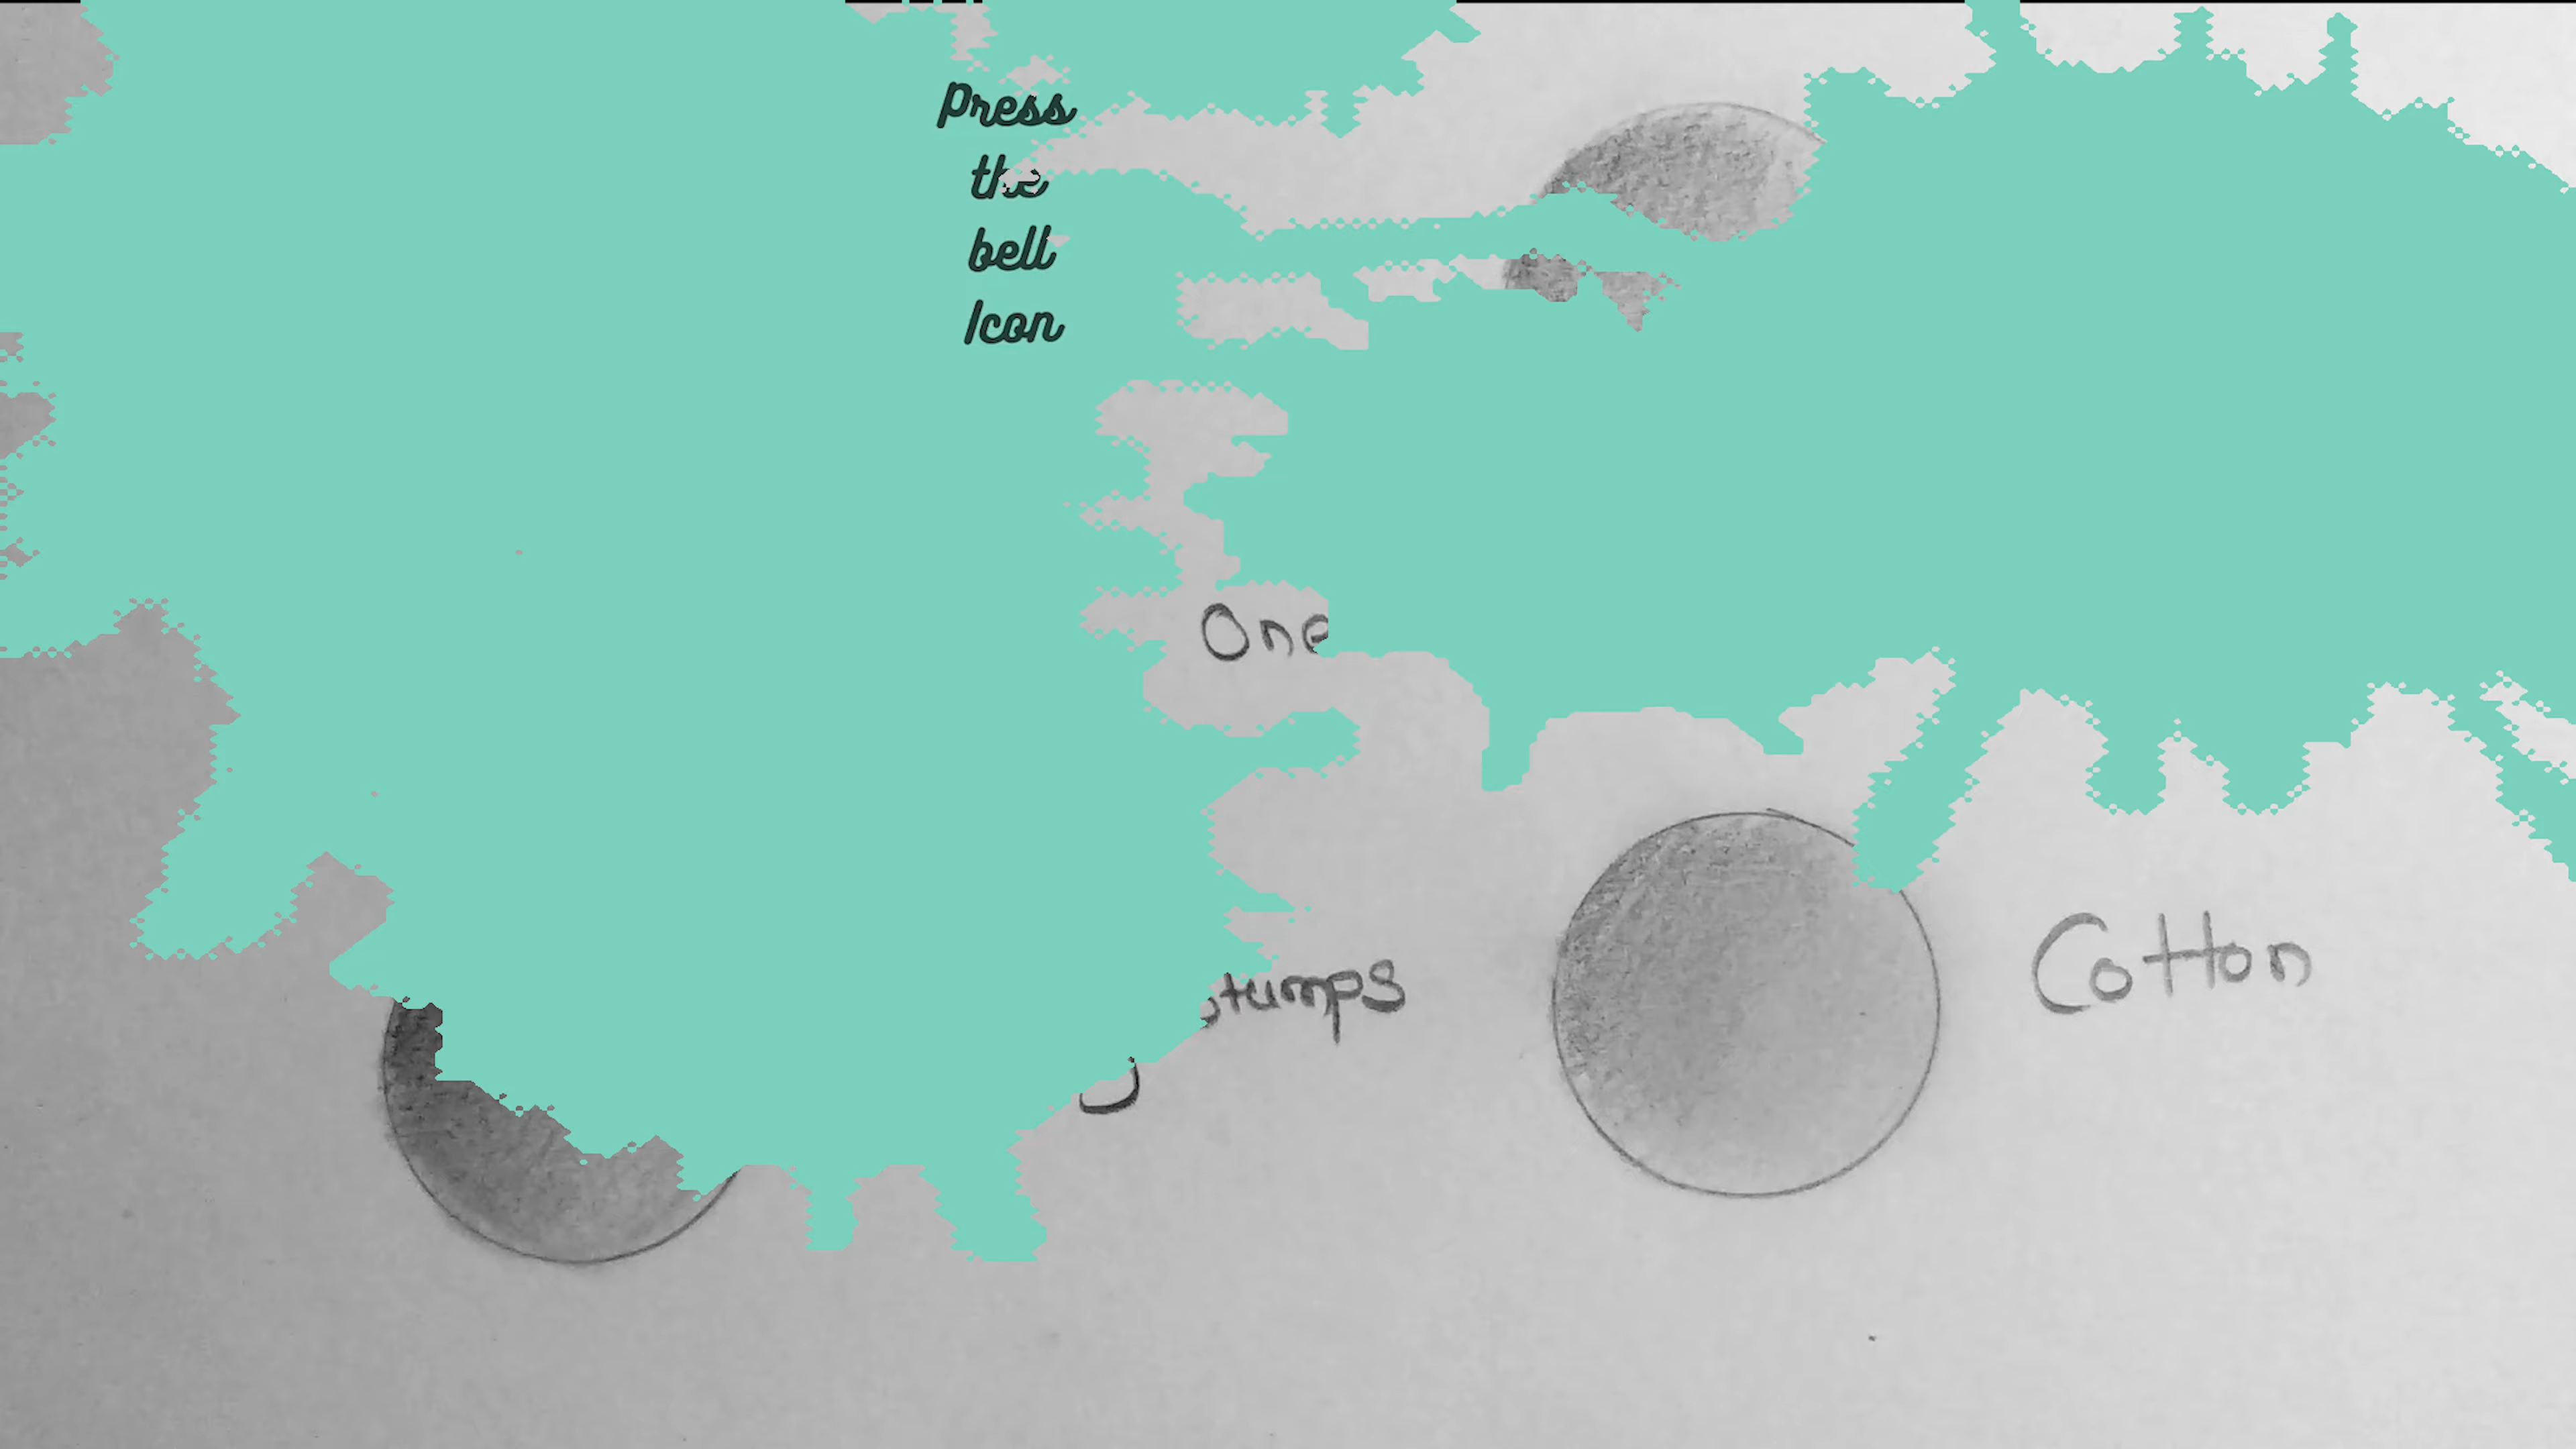 Press
the
bell
Icon
One
Cotton